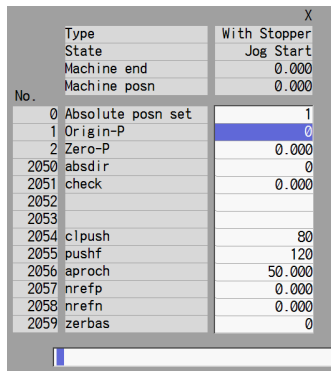 X
Type With Stopper
State Jog Start
Machine end 0.000
Machine posn 0.000
No.
0 Absolute posn set 1
1 Origin-P 0
2 Zero-P 0.000
2050 absdir 0
2051 check 0.000
2052
2053
2054 clpush 80
2055 pushf 120
2056 aproch 50.000
2057 nrefp 0.000
2058 nrefn 0.000
2059 zerbas 0